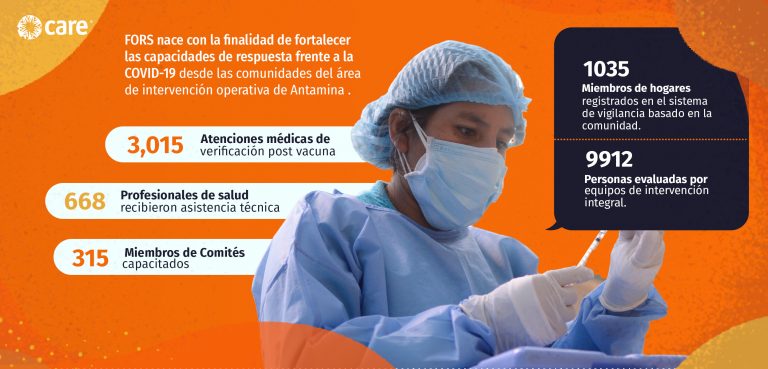 care
FORS nace con la finalidad de fortalecer
las capacidades de respuesta frente a la
COVID-19 desde las comunidades del área
de intervención operativa de Antamina .
3,015
Atenciones médicas de
verificación post vacuna
668
Profesionales de salud
recibieron asistencia técnica
315
Miembros de Comités
capacitados
1035
Miembros de hogares
registrados en el sistema
de vigilancia basado en la
comunidad.
9912
Personas evaluadas por
equipos de intervención
integral.